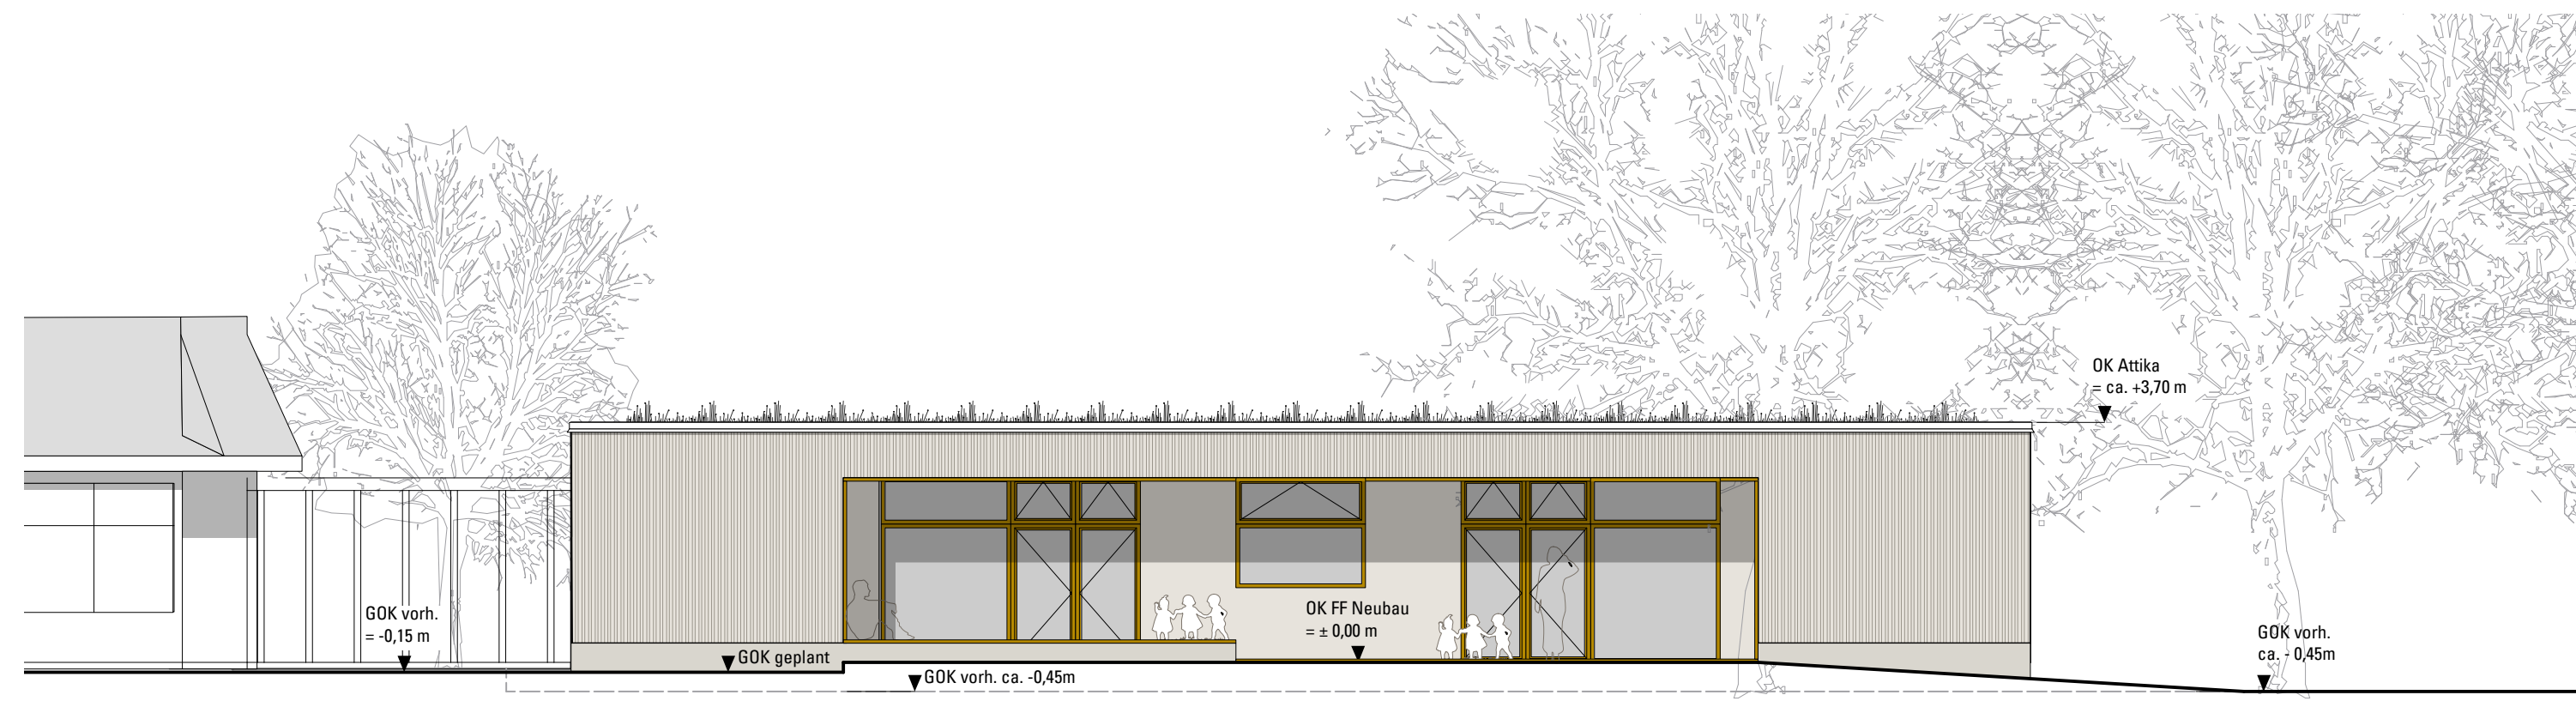 OK Attika
= ca. +3,70 m
GOK vorh.
= -0,15 m
OK FF Neubau
= ± 0,00 m
GOK vorh.
ca. - 0,45m
GOK geplant
GOK vorh. ca. -0,45m